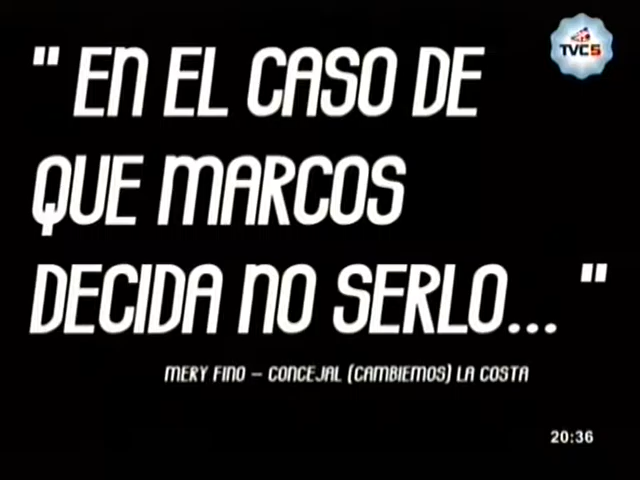 TVC5
" EN EL CASO DE
QUE MARCOS
DECIDA NO SERLO... "
MERY FINO – CONCEJAL (CAMBIEMOS) LA COSTA
20:36